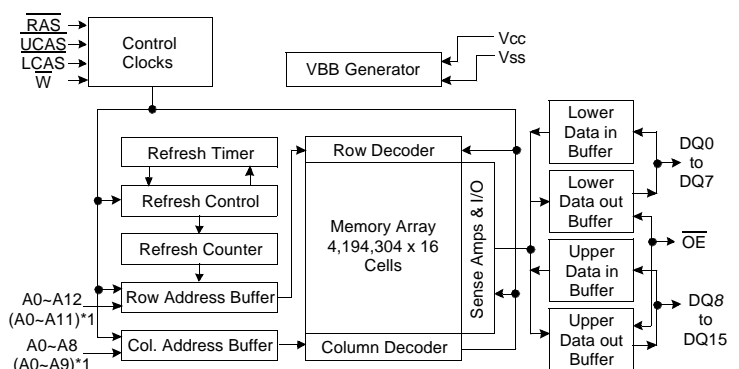 RAS
UCAS
LCAS
W
Control
Clocks
VBB Generator
Vcc
Vss
Refresh Timer
Refresh Control
Refresh Counter
Row Address Buffer
Col. Address Buffer
A0~A12
(A0~A11)*1
A0~A8
(A0~A9)*1
Row Decoder
Memory Array
4,194,304 x 16
Cells
Column Decoder
Sense Amps & I/O
Lower
Data in
Buffer
Lower
Data out
Buffer
Upper
Data in
Buffer
Upper
Data out
Buffer
DQ0
to
DQ7
OE
DQ8
to
DQ15